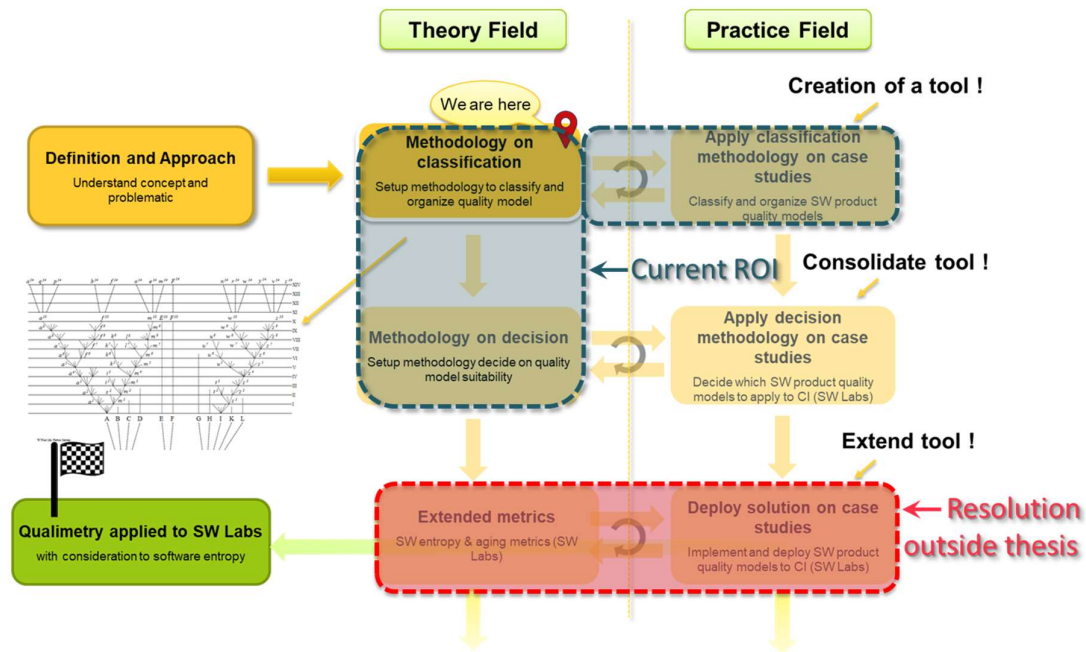 Theory Field
Practice Field
Creation of a tool !
We are here
Definition and Approach
Understand concept and
problematic
Methodology on
classification
Setup methodology to classify and
organize quality model
Apply classification
methodology on case
studies
Classify and organize SW product
quality models
Current ROI
Consolidate tool !
Methodology on decision
Setup methodology decide on quality
model suitability
Apply decision
methodology on case
studies
Decide which SW product quality
models to apply to CI (SW Labs)
A B C D E F G H I K L
Extend tool !
Qualimetry applied to SW Labs
with consideration to software entropy
Extended metrics
SW entropy & aging metrics (SW
Labs)
Deploy solution on case
studies
Implement and deploy SW product
quality models to CI (SW Labs)
Resolution
outside thesis